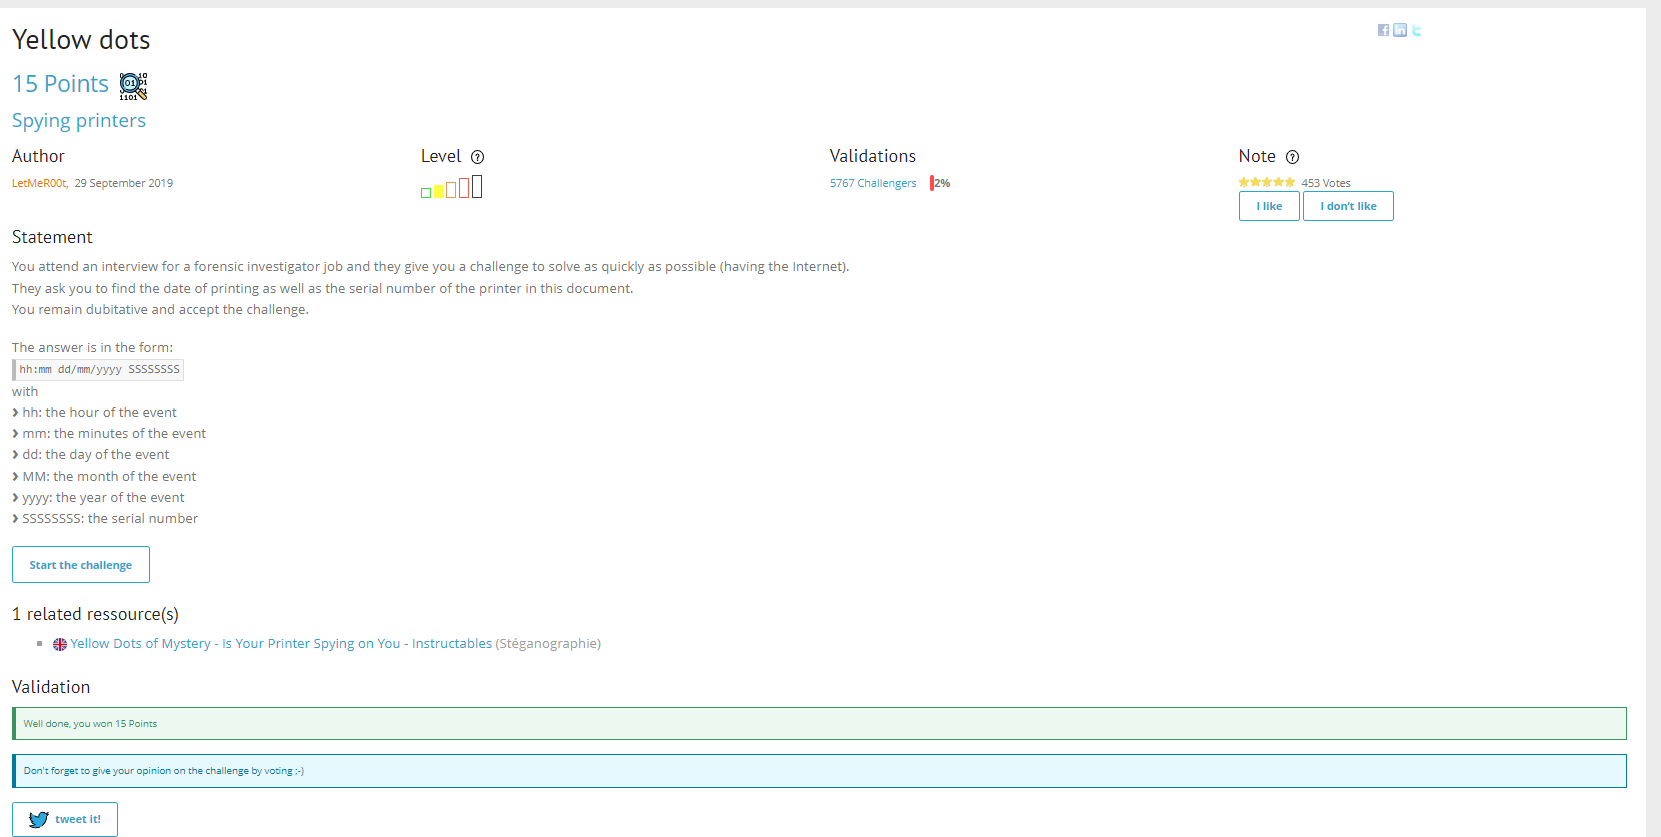 Yellow dots
15 Points
Spying printers
Author
LetMeR00t, 29 September 2019
Level ?
Validations
5767 Challengers 2%
Note ?
453 Votes
I like I don't like
Statement
You attend an interview for a forensic investigator job and they give you a challenge to solve as quickly as possible (having the Internet).
They ask you to find the date of printing as well as the serial number of the printer in this document.
You remain dubitative and accept the challenge.
The answer is in the form:
hh:mm dd/mm/yyyy SSSSSSSS
with
› hh: the hour of the event
› mm: the minutes of the event
› dd: the day of the event
› MM: the month of the event
› yyyy: the year of the event
› SSSSSSSS: the serial number
Start the challenge
1 related ressource(s)
Yellow Dots of Mystery - Is Your Printer Spying on You - Instructables (Stéganographie)
Validation
Well done, you won 15 Points
Don't forget to give your opinion on the challenge by voting ;-)
tweet it!